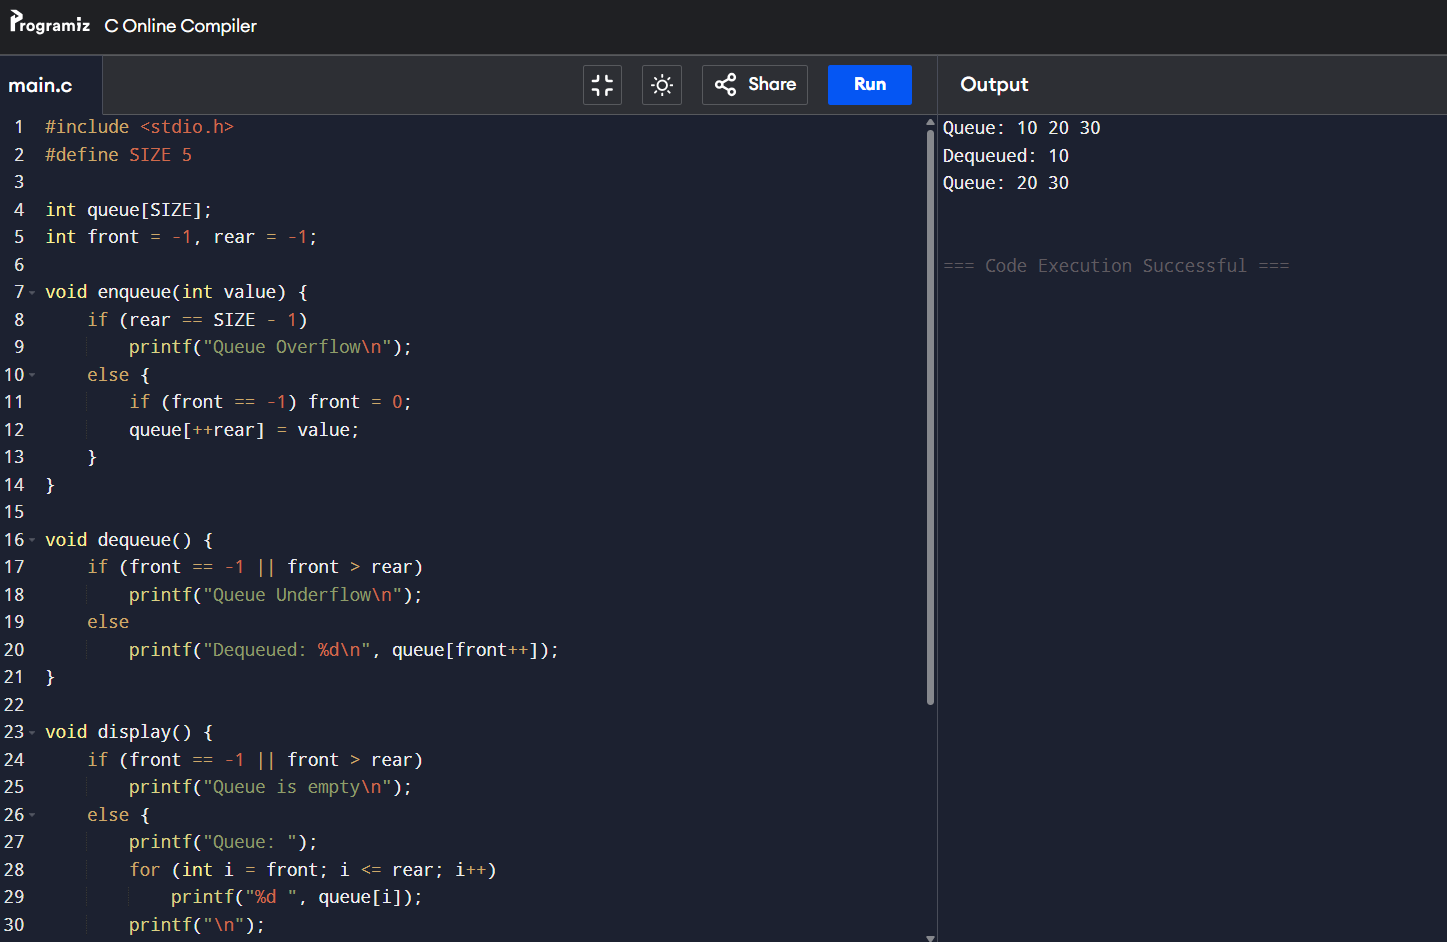 Programiz C Online Compiler
main.c Share Run Output
1 #include <stdio.h>
2 #define SIZE 5
3
4 int queue[SIZE];
5 int front = -1, rear = -1;
6
7 void enqueue(int value) {
8     if (rear == SIZE - 1)
9         printf("Queue Overflow\n");
10     else {
11         if (front == -1) front = 0;
12         queue[++rear] = value;
13     }
14 }
15
16 void dequeue() {
17     if (front == -1 || front > rear)
18         printf("Queue Underflow\n");
19     else
20         printf("Dequeued: %d\n", queue[front++]);
21 }
22
23 void display() {
24     if (front == -1 || front > rear)
25         printf("Queue is empty\n");
26     else {
27         printf("Queue: ");
28         for (int i = front; i <= rear; i++)
29             printf("%d ", queue[i]);
30         printf("\n");
Queue: 10 20 30
Dequeued: 10
Queue: 20 30
=== Code Execution Successful ===